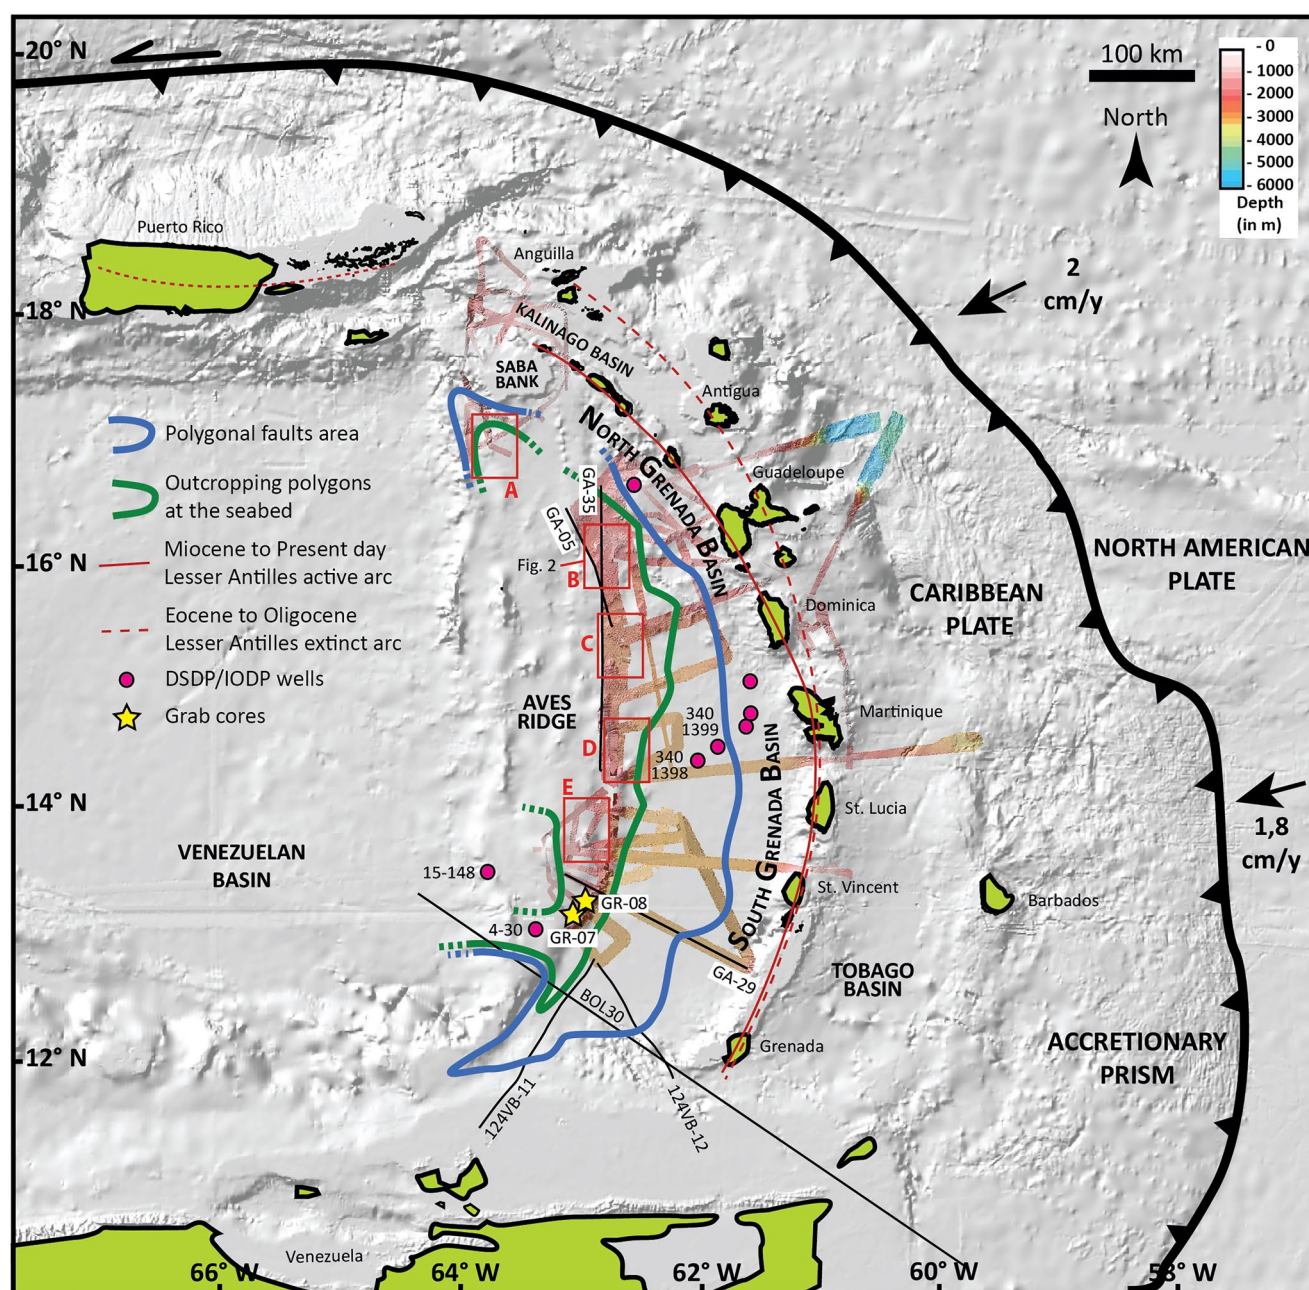 20° N
100 km
- 0
- 1000
- 2000
- 3000
- 4000
- 5000
- 6000
Depth
(in m)
North
Puerto Rico
Anguilla
2
cm/y
18° N
KALINAGO BASIN
SABA
BANK
Antigua
NORTH GRENADA BASIN
Polygonal faults area
Outcropping polygons
at the seabed
Miocene to Present day
Lesser Antilles active arc
Eocene to Oligocene
Lesser Antilles extinct arc
DSDP/IODP wells
Grab cores
A
GA-35
GA-05
Guadeloupe
Fig. 2
B
16° N
NORTH AMERICAN
PLATE
CARIBBEAN
PLATE
Dominica
C
AVES
RIDGE
340
1399
Martinique
D
340
1398
E
14° N
St. Lucia
SOUTH GRENADA BASIN
1,8
cm/y
VENEZUELAN
BASIN
15-148
St. Vincent
Barbados
GR-08
4-30
GR-07
GA-29
TOBAGO
BASIN
BOL30
12° N
Grenada
ACCRETIONARY
PRISM
124VB-11
124VB-12
Venezuela
66° W
64° W
62° W
60° W
58° W